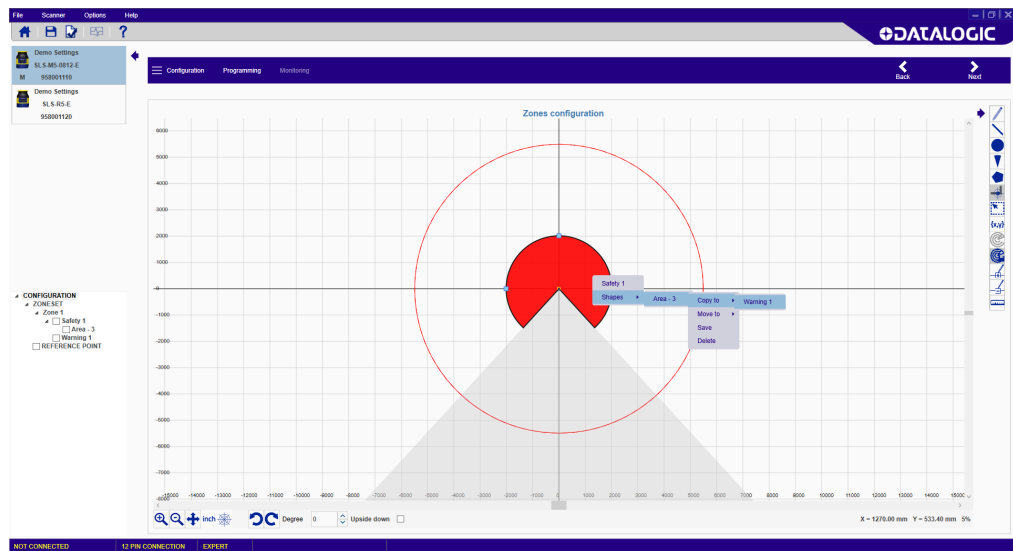 File Scanner Options Help
DATALOGIC
Demo Settings
SLS-M5-0812-E
M 958001110
Demo Settings
SLS-R5-E
958001120
Configuration Programming Monitoring Back Next
Zones configuration
6000
5000
4000
3000
2000
1000
0
-1000
-2000
-3000
-4000
-5000
-6000
-7000
-8000
-15000 -14000 -13000 -12000 -11000 -10000 -9000 -8000 -7000 -6000 -5000 -4000 -3000 -2000 -1000 0 1000 2000 3000 4000 5000 6000 7000 8000 9000 10000 11000 12000 13000 14000 15000
Safety 1
Shapes Area - 3 Copy to Warning 1
Move to
Save
Delete
{x,y}
CONFIGURATION
ZONESET
Zone 1
Safety 1
Area - 3
Warning 1
REFERENCE POINT
inch Degree 0 Upside down X = 1270.00 mm Y = 533.40 mm 5%
NOT CONNECTED 12 PIN CONNECTION EXPERT